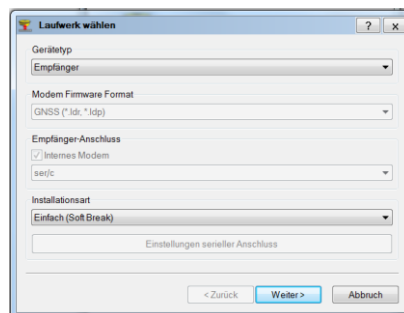 Laufwerk wählen
? x
Gerätetyp
Empfänger
Modem Firmware Format
GNSS (*.ldr, *.ldp)
Empfänger-Anschluss
Internes Modem
ser/c
Installationsart
Einfach (Soft Break)
Einstellungen serieller Anschluss
< Zurück Weiter > Abbruch